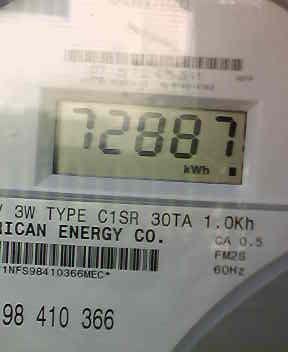 72887
kWh
3W TYPE C1SR 30TA 1.0Kh
RICAN ENERGY CO.
CA 0.5
FM2S
60Hz
1NFS98410366MEC*
98 410 366